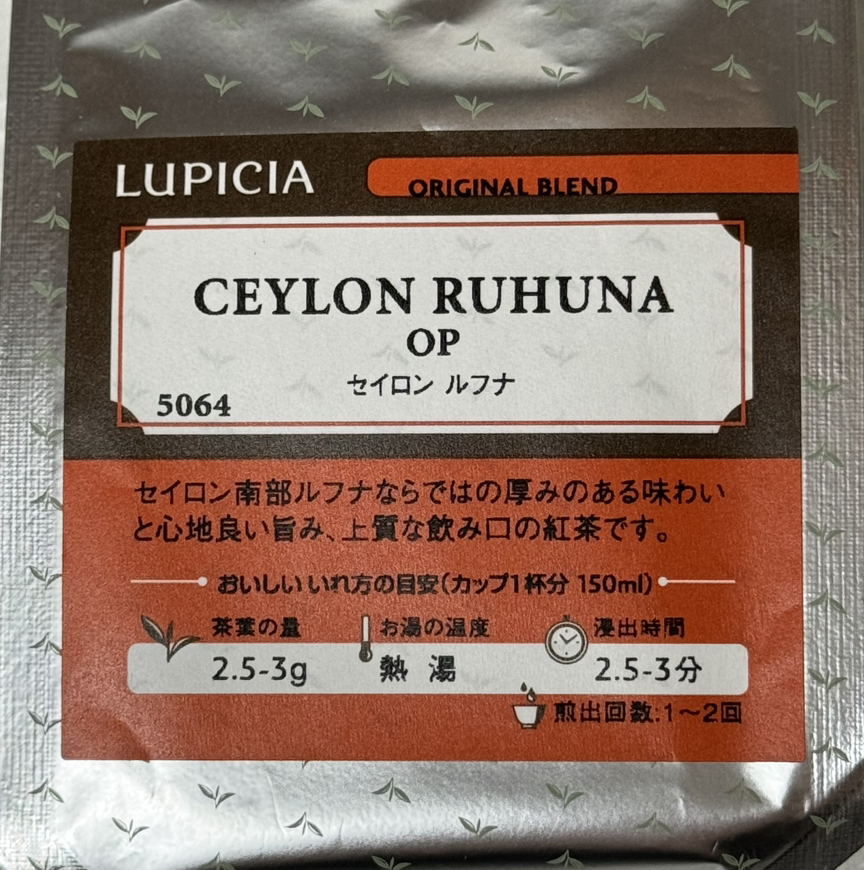 LUPICIA
ORIGINAL BLEND
CEYLON RUHUNA
OP
セイロン ルフナ
5064
セイロン南部ルフナならではの厚みのある味わい
と心地良い旨み、上質な飲み口の紅茶です。
おいしいいれ方の目安(カップ1杯分 150ml)
茶葉の量 お湯の温度 浸出時間
2.5-3g 熱湯 2.5-3分
煎出回数:1〜2回